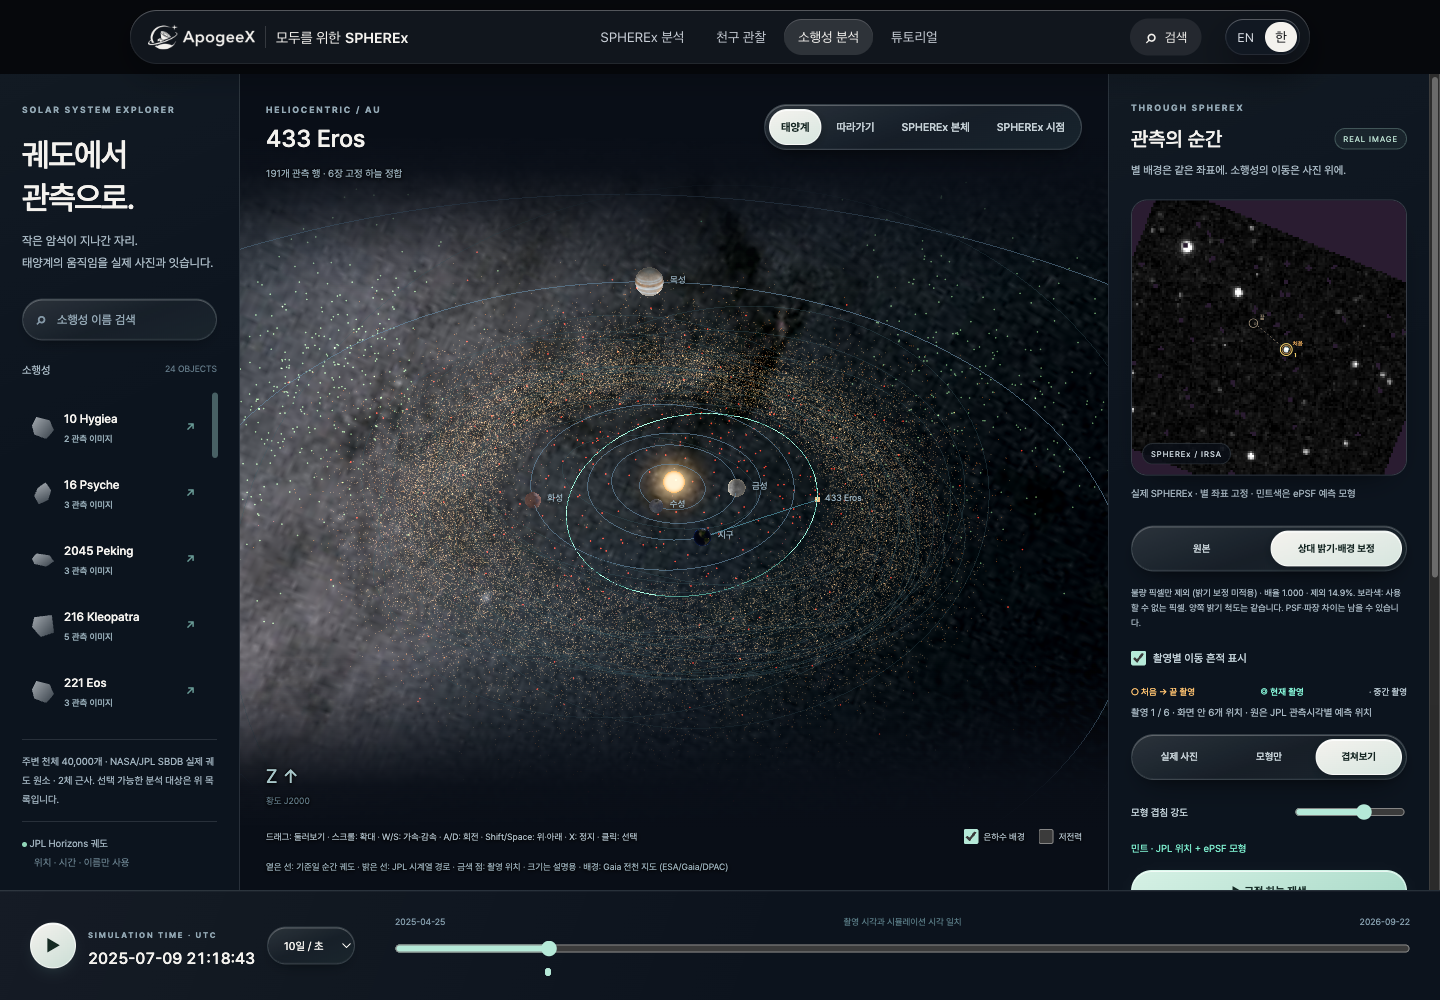 ApogeeX
모두를 위한 SPHEREx
SPHEREx 분석
천구 관찰
소행성 분석
튜토리얼
검색
EN
한
SOLAR SYSTEM EXPLORER
궤도에서
관측으로.
작은 암석이 지나간 자리.
태양계의 움직임을 실제 사진과 잇습니다.
소행성 이름 검색
소행성
24 OBJECTS
10 Hygiea
2 관측 이미지
16 Psyche
3 관측 이미지
2045 Peking
3 관측 이미지
216 Kleopatra
5 관측 이미지
221 Eos
3 관측 이미지
주변 천체 40,000개 · NASA/JPL SBDB 실제 궤
도 원소 · 2체 근사. 선택 가능한 분석 대상은 위 목
록입니다.
JPL Horizons 궤도
위치 · 시간 · 이름만 사용
HELIOCENTRIC / AU
433 Eros
191개 관측 행 · 6장 고정 하늘 정합
태양계
따라가기
SPHEREx 본체
SPHEREx 시점
목성
화성
수성
금성
지구
433 Eros
Z ↑
황도 J2000
드래그: 둘러보기 · 스크롤: 확대 · W/S: 가속·감속 · A/D: 회전 · Shift/Space: 위·아래 · X: 정지 · 클릭: 선택
은하수 배경
저전력
옅은 선: 기준일 순간 궤도 · 밝은 선: JPL 시계열 경로 · 금색 점: 촬영 위치 · 크기는 설명용 · 배경: Gaia 전천 지도 (ESA/Gaia/DPAC)
THROUGH SPHEREX
관측의 순간
REAL IMAGE
별 배경은 같은 좌표에. 소행성의 이동은 사진 위에.
끝
처음
1
SPHEREx / IRSA
실제 SPHEREx · 별 좌표 고정 · 민트색은 ePSF 예측 모형
원본
상대 밝기·배경 보정
불량 픽셀만 제외 (밝기 보정 미적용) · 배율 1.000 · 제외 14.9%. 보라색: 사용
할 수 없는 픽셀. 양쪽 밝기 척도는 같습니다. PSF·파장 차이는 남을 수 있습니
다.
촬영별 이동 흔적 표시
처음 → 끝 촬영
현재 촬영
· 중간 촬영
촬영 1 / 6 · 화면 안 6개 위치 · 원은 JPL 관측시각별 예측 위치
실제 사진
모형만
겹쳐보기
모형 겹침 강도
민트 · JPL 위치 + ePSF 모형
SIMULATION TIME · UTC
2025-07-09 21:18:43
10일 / 초
2025-04-25
촬영 시각과 시뮬레이션 시각 일치
2026-09-22